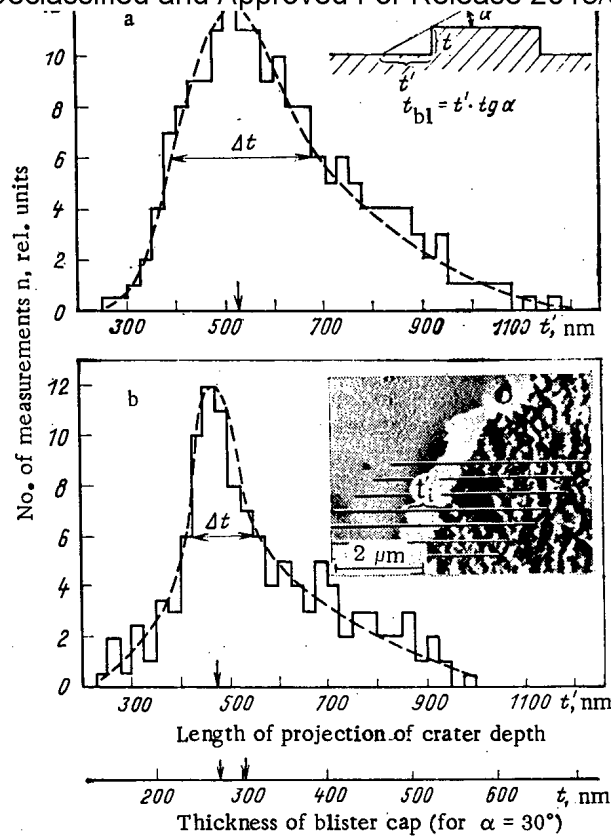 Declassified and Approved For Release
a
α
t
t'
t_bl = t'·tg α
10
8
6
4
2
0
Δt
300 500 700 900 1100 t', nm
No. of measurements n, rel. units
b
12
10
8
6
4
2
0
Δt
t'i
2 μm
300 500 700 900 1100 t', nm
Length of projection of crater depth
200 300 400 500 600 t, nm
Thickness of blister cap (for α = 30°)